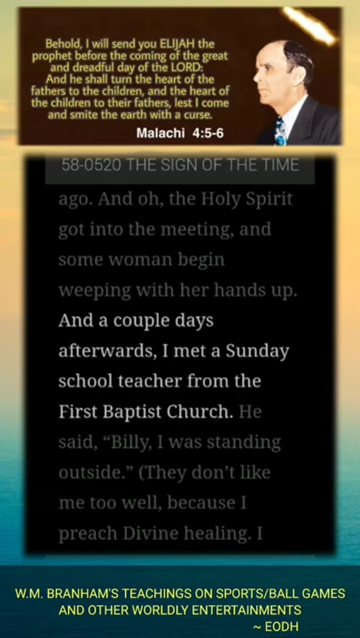 Behold, I will send you ELIJAH the
prophet before the coming of the great
and dreadful day of the LORD:
And he shall turn the heart of the
fathers to the children, and the heart of
the children to their fathers, lest I come
and smite the earth with a curse.
Malachi 4:5-6
58-0520 THE SIGN OF THE TIME
ago. And oh, the Holy Spirit
got into the meeting, and
some woman begin
weeping with her hands up.
And a couple days
afterwards, I met a Sunday
school teacher from the
First Baptist Church. He
said, “Billy, I was standing
outside.” (They don’t like
me too well, because I
preach Divine healing. I
W.M. BRANHAM'S TEACHINGS ON SPORTS/BALL GAMES
AND OTHER WORLDLY ENTERTAINMENTS
~ EODH